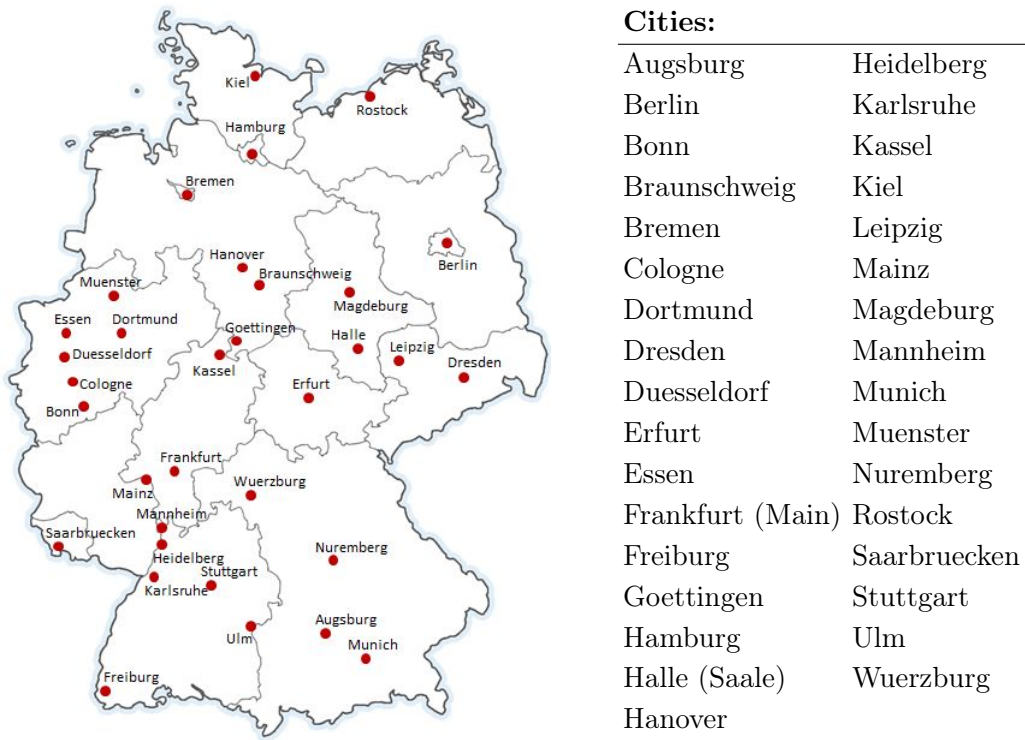 Kiel
Rostock
Hamburg
Bremen
Berlin
Hanover
Braunschweig
Muenster
Magdeburg
Essen
Dortmund
Goettingen
Halle
Leipzig
Duesseldorf
Kassel
Dresden
Cologne
Erfurt
Bonn
Frankfurt
Mainz
Wuerzburg
Mannheim
Saarbruecken
Heidelberg
Nuremberg
Stuttgart
Karlsruhe
Augsburg
Ulm
Munich
Freiburg
Cities:
Augsburg Heidelberg
Berlin Karlsruhe
Bonn Kassel
Braunschweig Kiel
Bremen Leipzig
Cologne Mainz
Dortmund Magdeburg
Dresden Mannheim
Duesseldorf Munich
Erfurt Muenster
Essen Nuremberg
Frankfurt (Main) Rostock
Freiburg Saarbruecken
Goettingen Stuttgart
Hamburg Ulm
Halle (Saale) Wuerzburg
Hanover